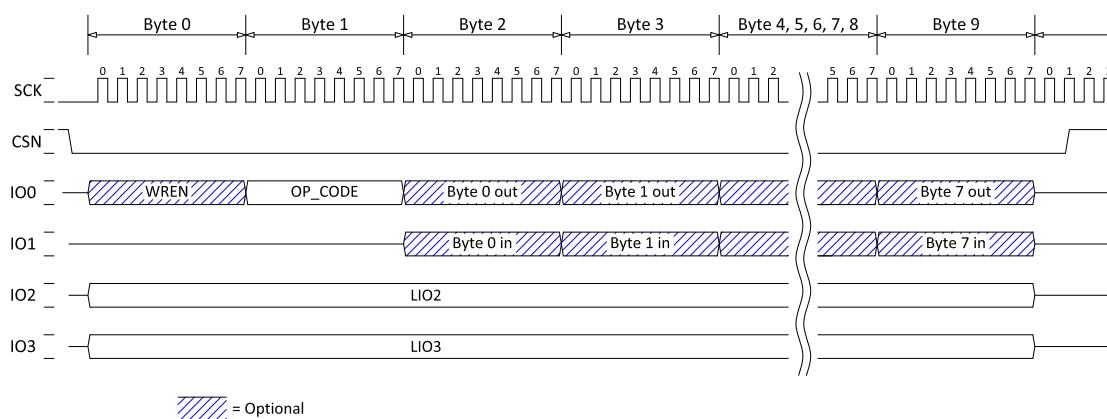 Byte 0 Byte 1 Byte 2 Byte 3 Byte 4, 5, 6, 7, 8 Byte 9
0 1 2 3 4 5 6 7 0 1 2 3 4 5 6 7 0 1 2 3 4 5 6 7 0 1 2 3 4 5 6 7 0 1 2 5 6 7 0 1 2 3 4 5 6 7 0 1 2 3
SCK
CSN
IO0 WREN OP_CODE Byte 0 out Byte 1 out Byte 7 out
IO1 Byte 0 in Byte 1 in Byte 7 in
IO2 LIO2
IO3 LIO3
= Optional